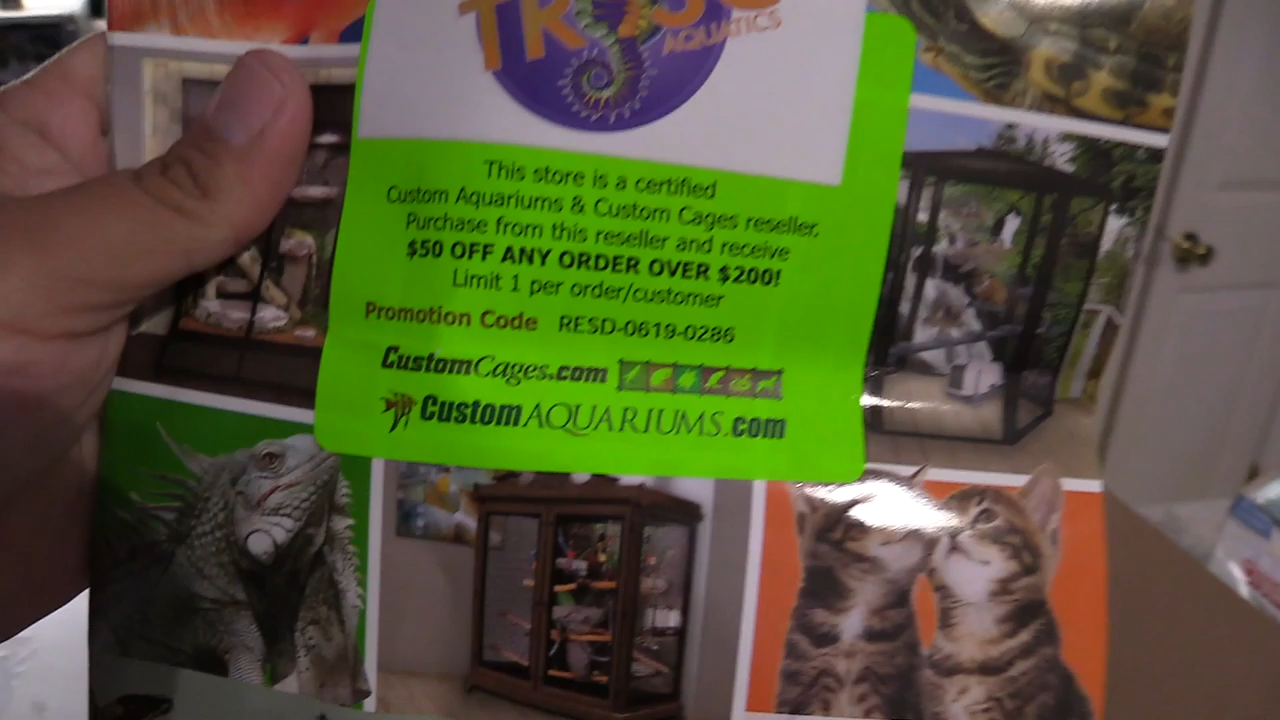 AQUATICS
This store is a certified
Custom Aquariums & Custom Cages reseller.
Purchase from this reseller and receive
$50 OFF ANY ORDER OVER $200!
Limit 1 per order/customer
Promotion Code RESD-0619-0286
CustomCages.com
CustomAQUARIUMS.com